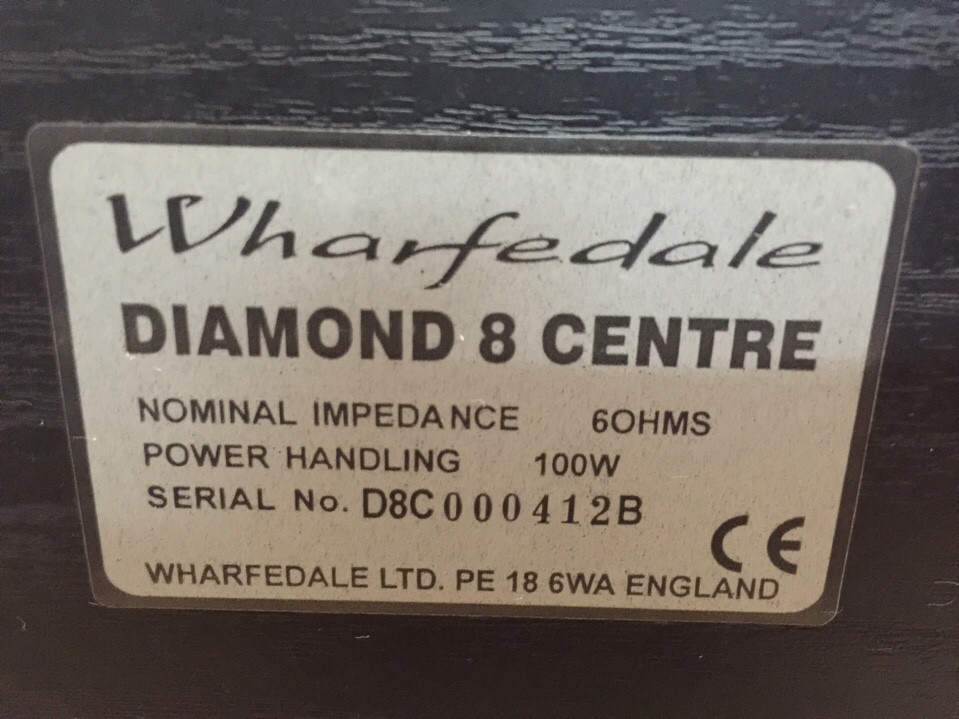 Wharfedale
DIAMOND 8 CENTRE
NOMINAL IMPEDANCE 6OHMS
POWER HANDLING 100W
SERIAL No. D8C000412B
CE
WHARFEDALE LTD. PE 18 6WA ENGLAND